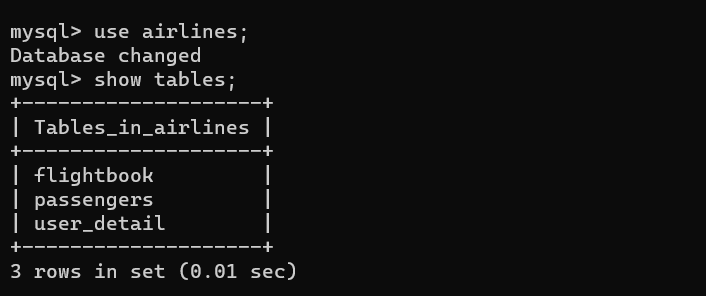 mysql> use airlines;
Database changed
mysql> show tables;
+--------------------+
| Tables_in_airlines |
+--------------------+
| flightbook         |
| passengers         |
| user_detail        |
+--------------------+
3 rows in set (0.01 sec)